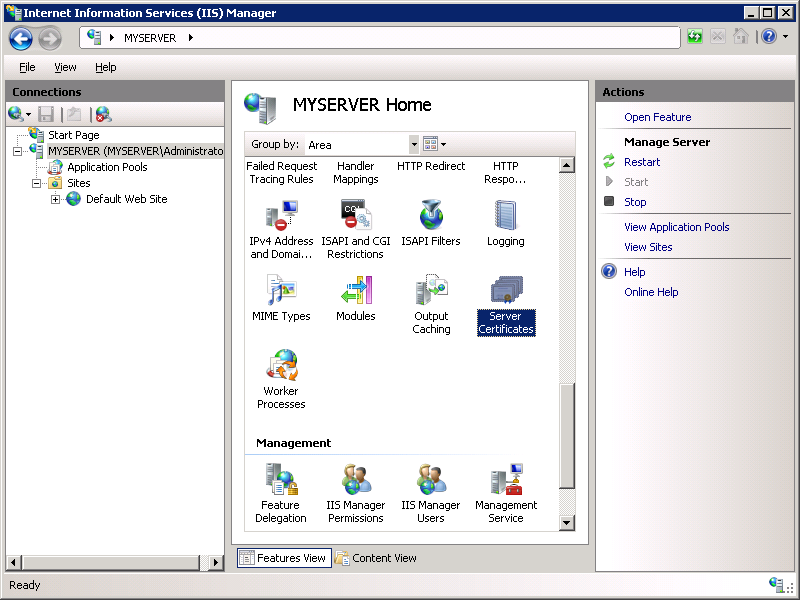 Internet Information Services (IIS) Manager
MYSERVER
File View Help
Connections
Start Page
MYSERVER (MYSERVER\Administrato
Application Pools
Sites
Default Web Site
MYSERVER Home
Group by: Area
Failed Request Tracing Rules
Handler Mappings
HTTP Redirect
HTTP Respo...
IPv4 Address and Domai...
ISAPI and CGI Restrictions
ISAPI Filters
Logging
MIME Types
Modules
Output Caching
Server Certificates
Worker Processes
Management
Feature Delegation
IIS Manager Permissions
IIS Manager Users
Management Service
Features View
Content View
Actions
Open Feature
Manage Server
Restart
Start
Stop
View Application Pools
View Sites
Help
Online Help
Ready